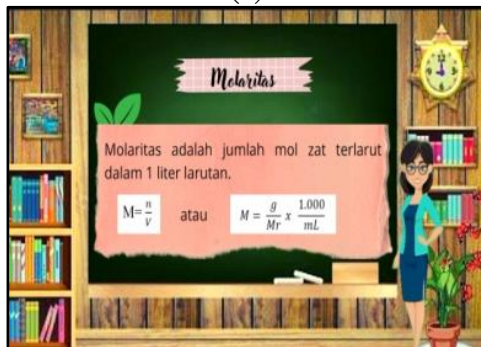 Molaritas
Molaritas adalah jumlah mol zat terlarut
dalam 1 liter larutan.
M=n/V atau M = g/Mr x 1.000/mL